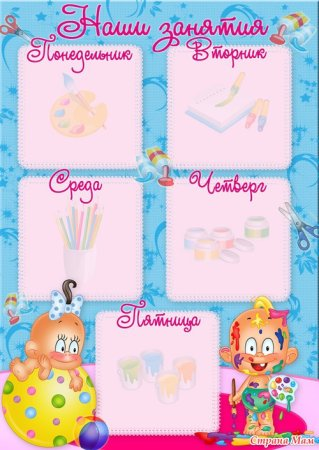 Наши занятия
Понедельник
Вторник
Среда
Четверг
Пятница
Страна Мам